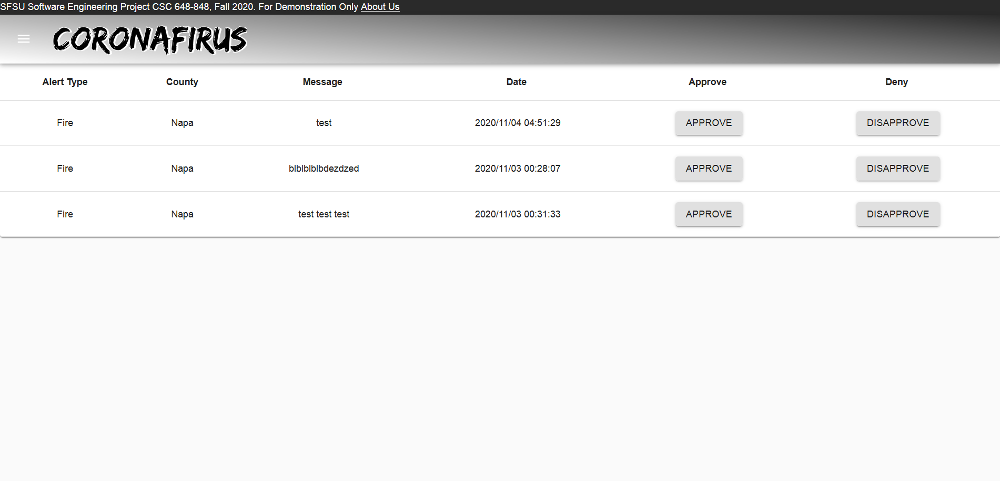 SFSU Software Engineering Project CSC 648-848, Fall 2020. For Demonstration Only About Us
CORONAFIRUS
Alert Type County Message Date Approve Deny
Fire Napa test 2020/11/04 04:51:29 APPROVE DISAPPROVE
Fire Napa blblblblbdezdzed 2020/11/03 00:28:07 APPROVE DISAPPROVE
Fire Napa test test test 2020/11/03 00:31:33 APPROVE DISAPPROVE